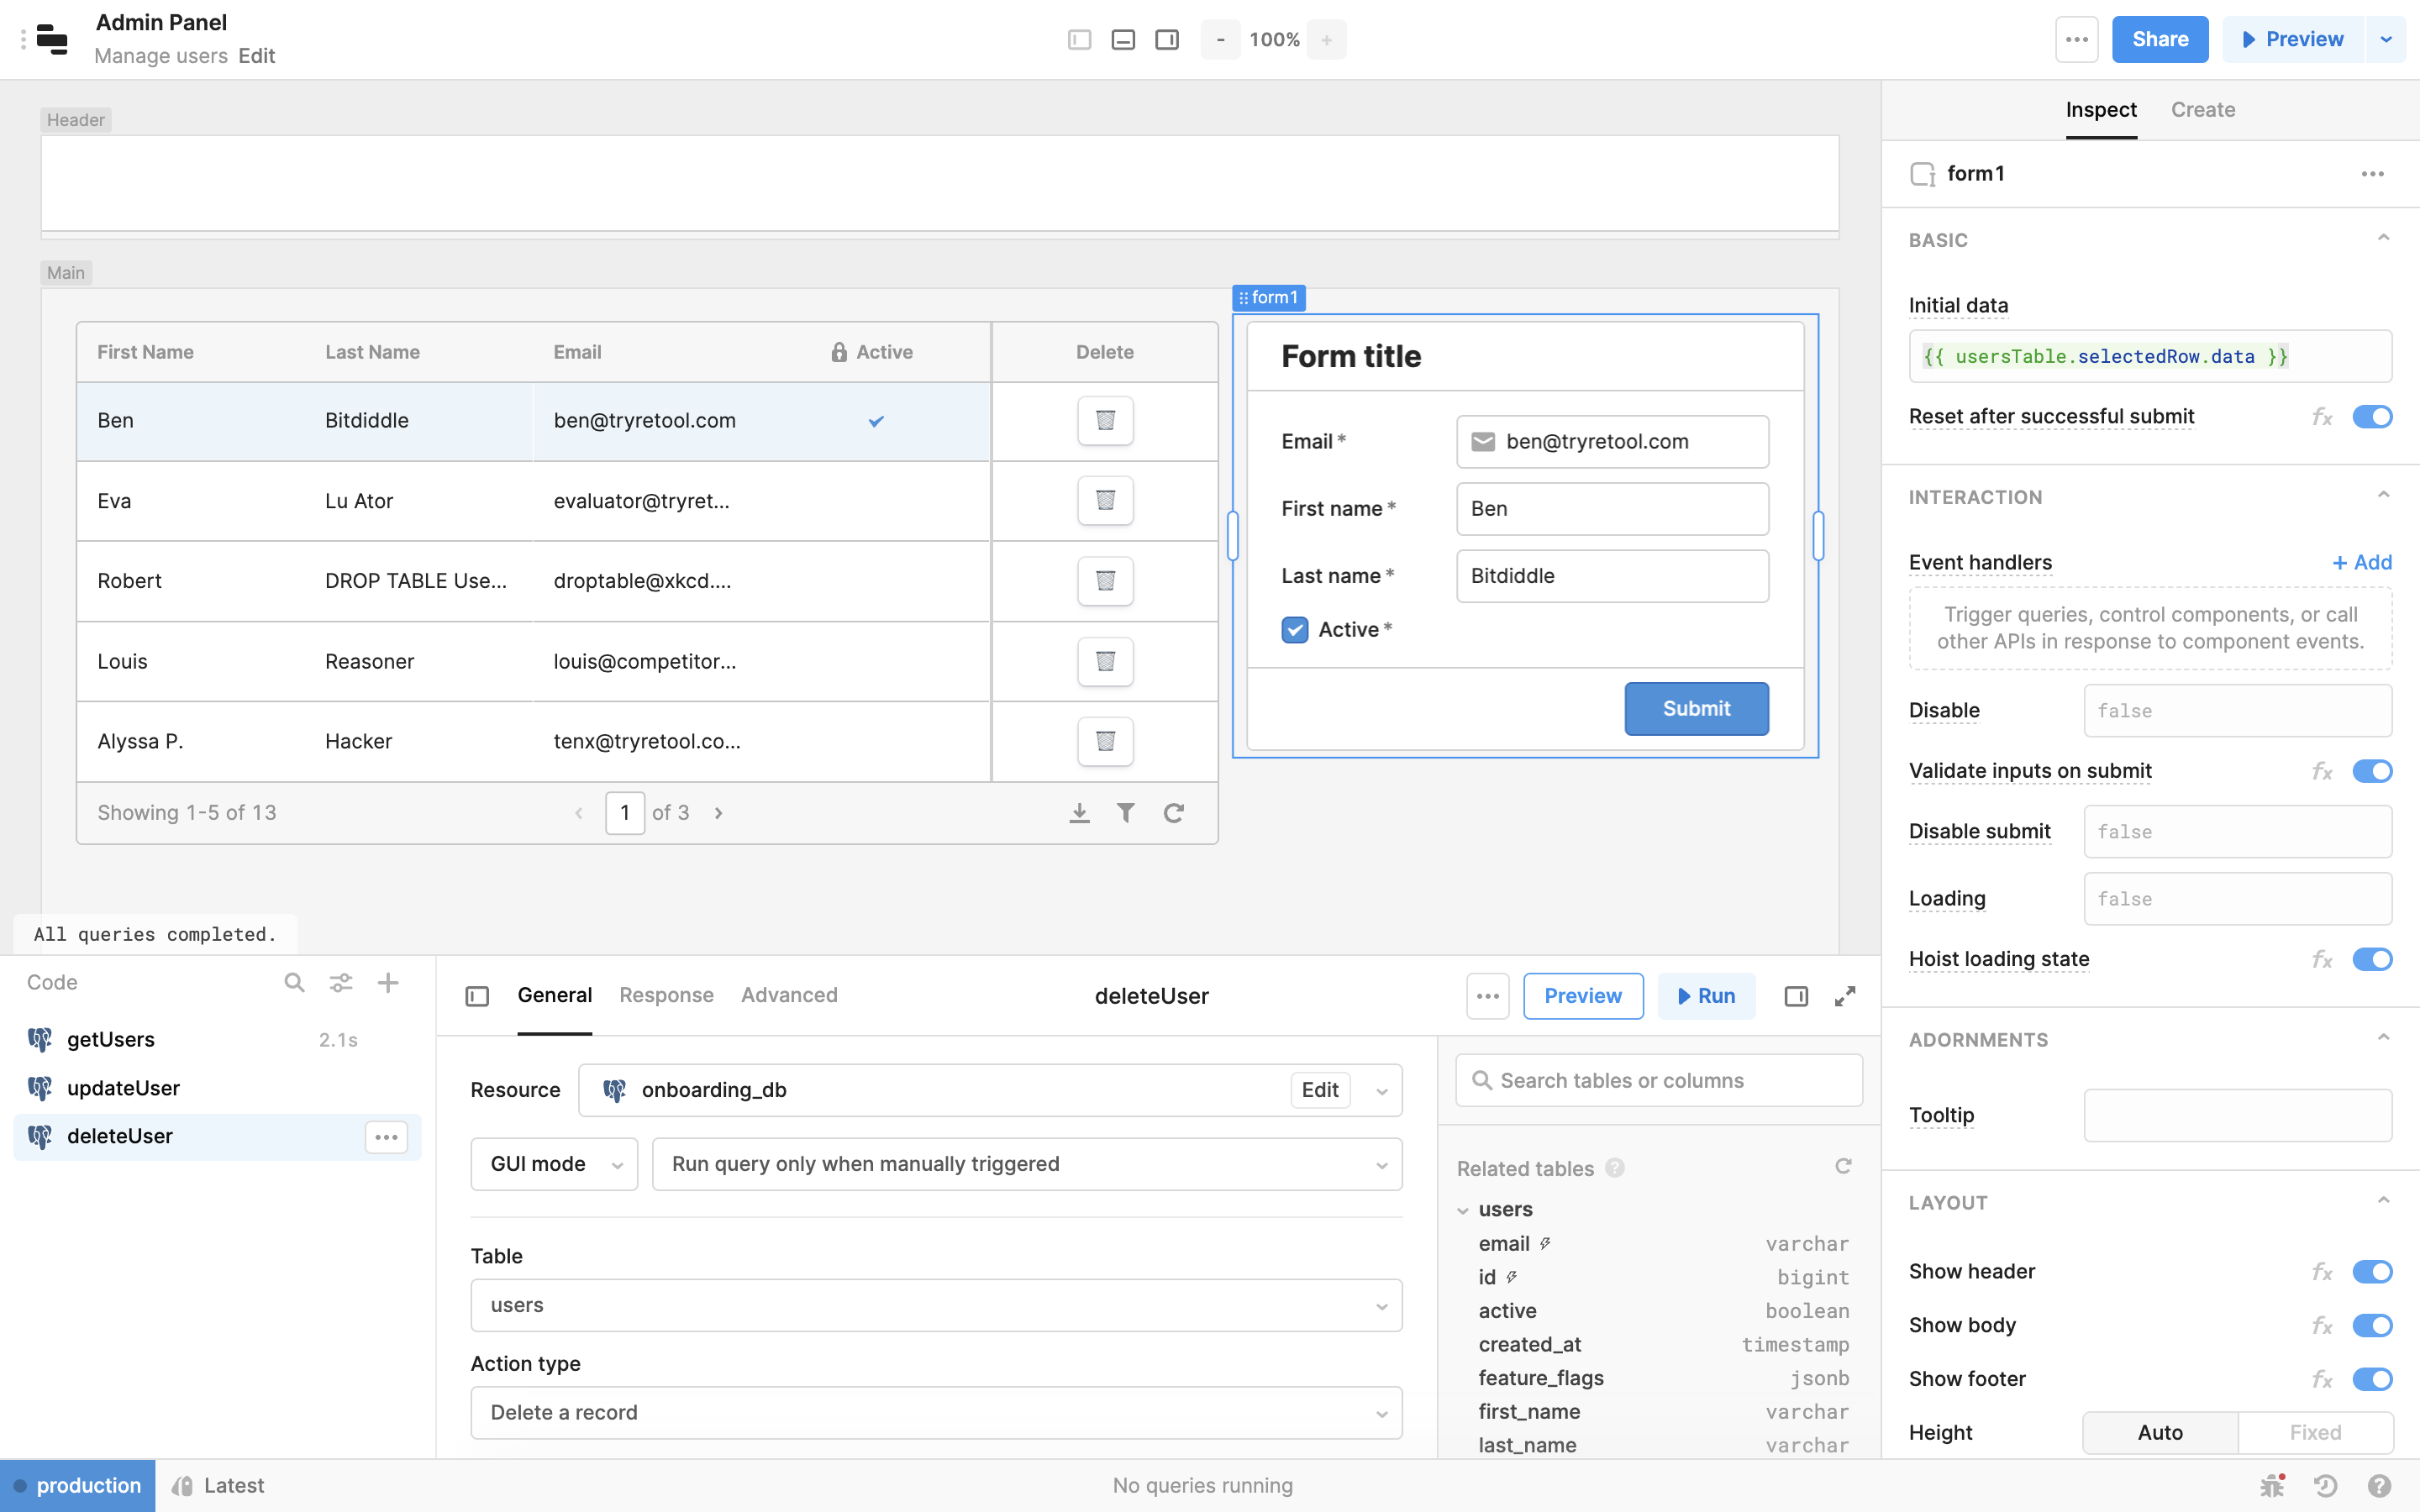 Admin Panel
Manage users Edit
- 100% +
Share
Preview
Header
Main
First Name Last Name Email Active Delete
Ben Bitdiddle ben@tryretool.com
Eva Lu Ator evaluator@tryret...
Robert DROP TABLE Use... droptable@xkcd....
Louis Reasoner louis@competitor...
Alyssa P. Hacker tenx@tryretool.co...
Showing 1-5 of 13 1 of 3
form1
Form title
Email * ben@tryretool.com
First name * Ben
Last name * Bitdiddle
Active *
Submit
All queries completed.
Code
getUsers 2.1s
updateUser
deleteUser
General Response Advanced deleteUser Preview Run
Resource onboarding_db Edit
GUI mode Run query only when manually triggered
Table
users
Action type
Delete a record
Search tables or columns
Related tables ?
users
email varchar
id bigint
active boolean
created_at timestamp
feature_flags jsonb
first_name varchar
last_name varchar
Inspect Create
form1
BASIC
Initial data
{{ usersTable.selectedRow.data }}
Reset after successful submit fx
INTERACTION
Event handlers + Add
Trigger queries, control components, or call
other APIs in response to component events.
Disable false
Validate inputs on submit fx
Disable submit false
Loading false
Hoist loading state fx
ADORNMENTS
Tooltip
LAYOUT
Show header fx
Show body fx
Show footer fx
Height Auto Fixed
production Latest No queries running ?